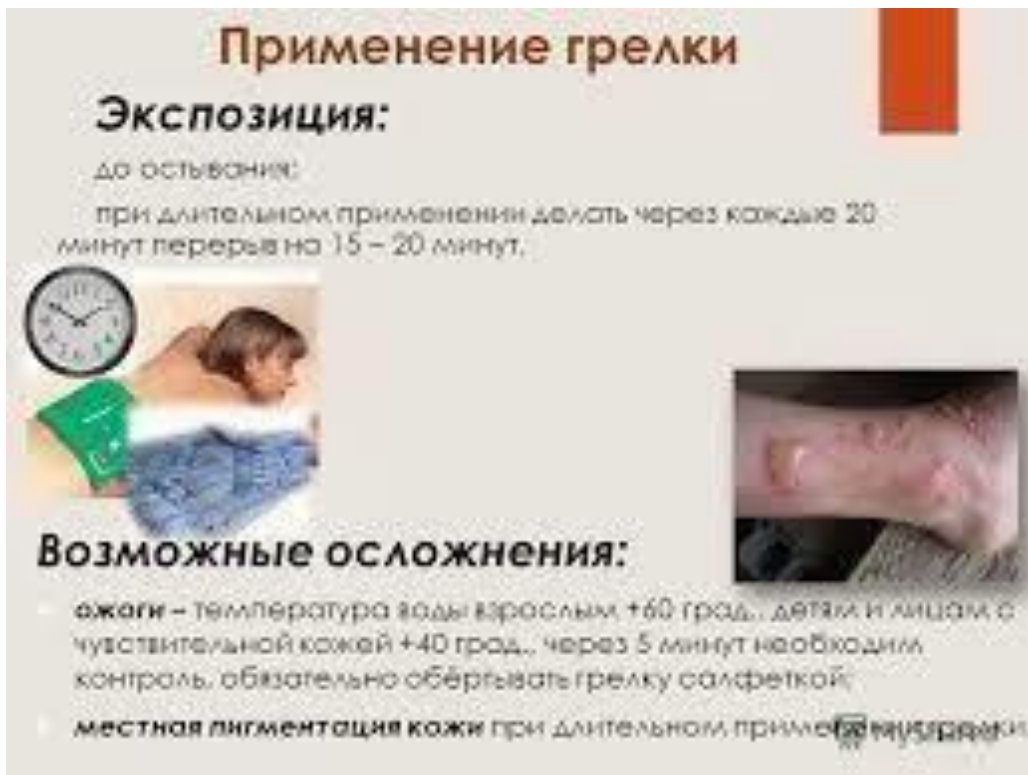 Применение грелки
Экспозиция:
до остывания;
при длительном применении делать через каждые 20
минут перерыв на 15 – 20 минут.
Возможные осложнения:
ожоги – температура воды взрослым +60 град., детям и лицам с
чувствительной кожей +40 град., через 5 минут необходим
контроль, обязательно обёртывать грелку салфеткой;
местная пигментация кожи при длительном применении грелки